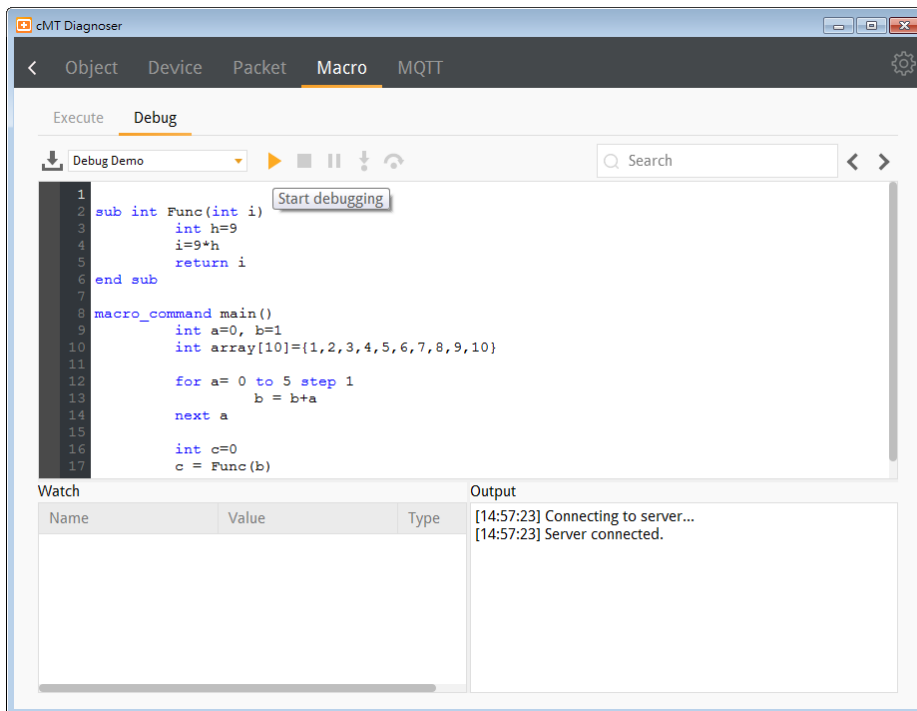 cMT Diagnoser
Object Device Packet Macro MQTT
Execute Debug
Debug Demo Search
Start debugging
1
2 sub int Func(int i)
3 int h=9
4 i=9*h
5 return i
6 end sub
7
8 macro_command main()
9 int a=0, b=1
10 int array[10]={1,2,3,4,5,6,7,8,9,10}
11
12 for a= 0 to 5 step 1
13 b = b+a
14 next a
15
16 int c=0
17 c = Func(b)
Watch
Name Value Type
Output
[14:57:23] Connecting to server...
[14:57:23] Server connected.